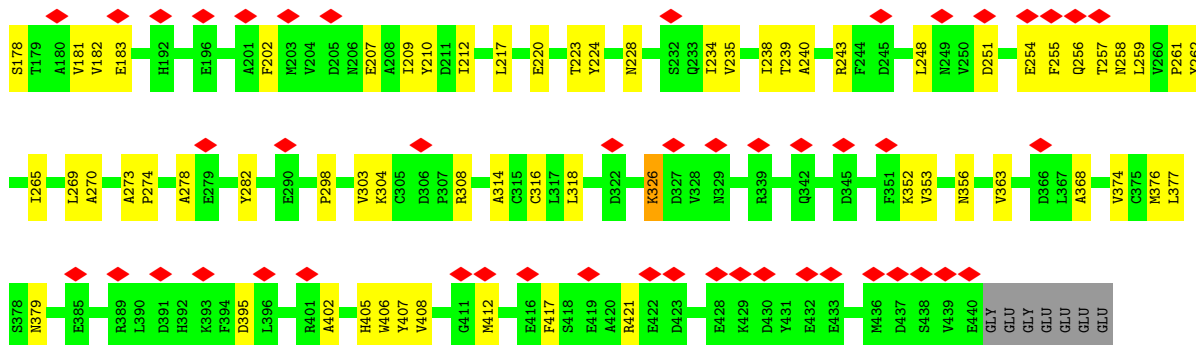 S178 T179 A180 V181 V182 E183 H192 E196 A201 F202 M203 V204 D205 N206 E207 A208 I209 Y210 D211 I212 L217 E220 T223 Y224 N228 S232 Q233 I234 V235 I238 T239 A240 R243 F244 D245 L248 N249 V250 D251 E254 F255 Q256 T257 N258 L259 V260 P261 Y262
I265 L269 A270 A273 P274 A278 E279 Y282 E290 P298 V303 K304 C305 D306 P307 R308 A314 C315 C316 L317 L318 D322 K326 D327 V328 N329 R339 Q342 D345 F351 K352 V353 N356 V363 D366 L367 A368 V374 C375 M376 L377
S378 N379 E385 R389 L390 D391 H392 K393 F394 D395 L396 R401 A402 H405 W406 Y407 V408 G411 M412 E416 F417 S418 E419 A420 R421 E422 D423 E428 K429 D430 Y431 E432 E433 M436 D437 S438 V439 E440 GLY GLU GLY GLU GLU GLU GLU